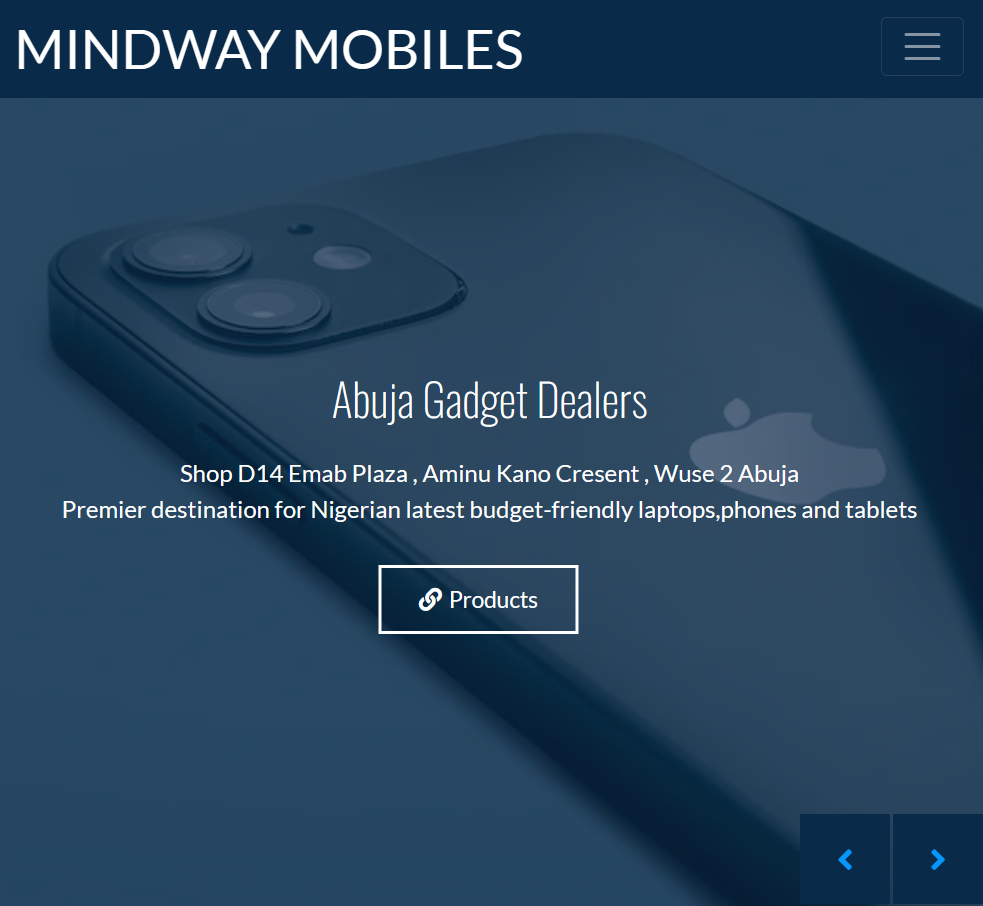 MINDWAY MOBILES
Abuja Gadget Dealers
Shop D14 Emab Plaza , Aminu Kano Cresent , Wuse 2 Abuja
Premier destination for Nigerian latest budget-friendly laptops,phones and tablets
Products